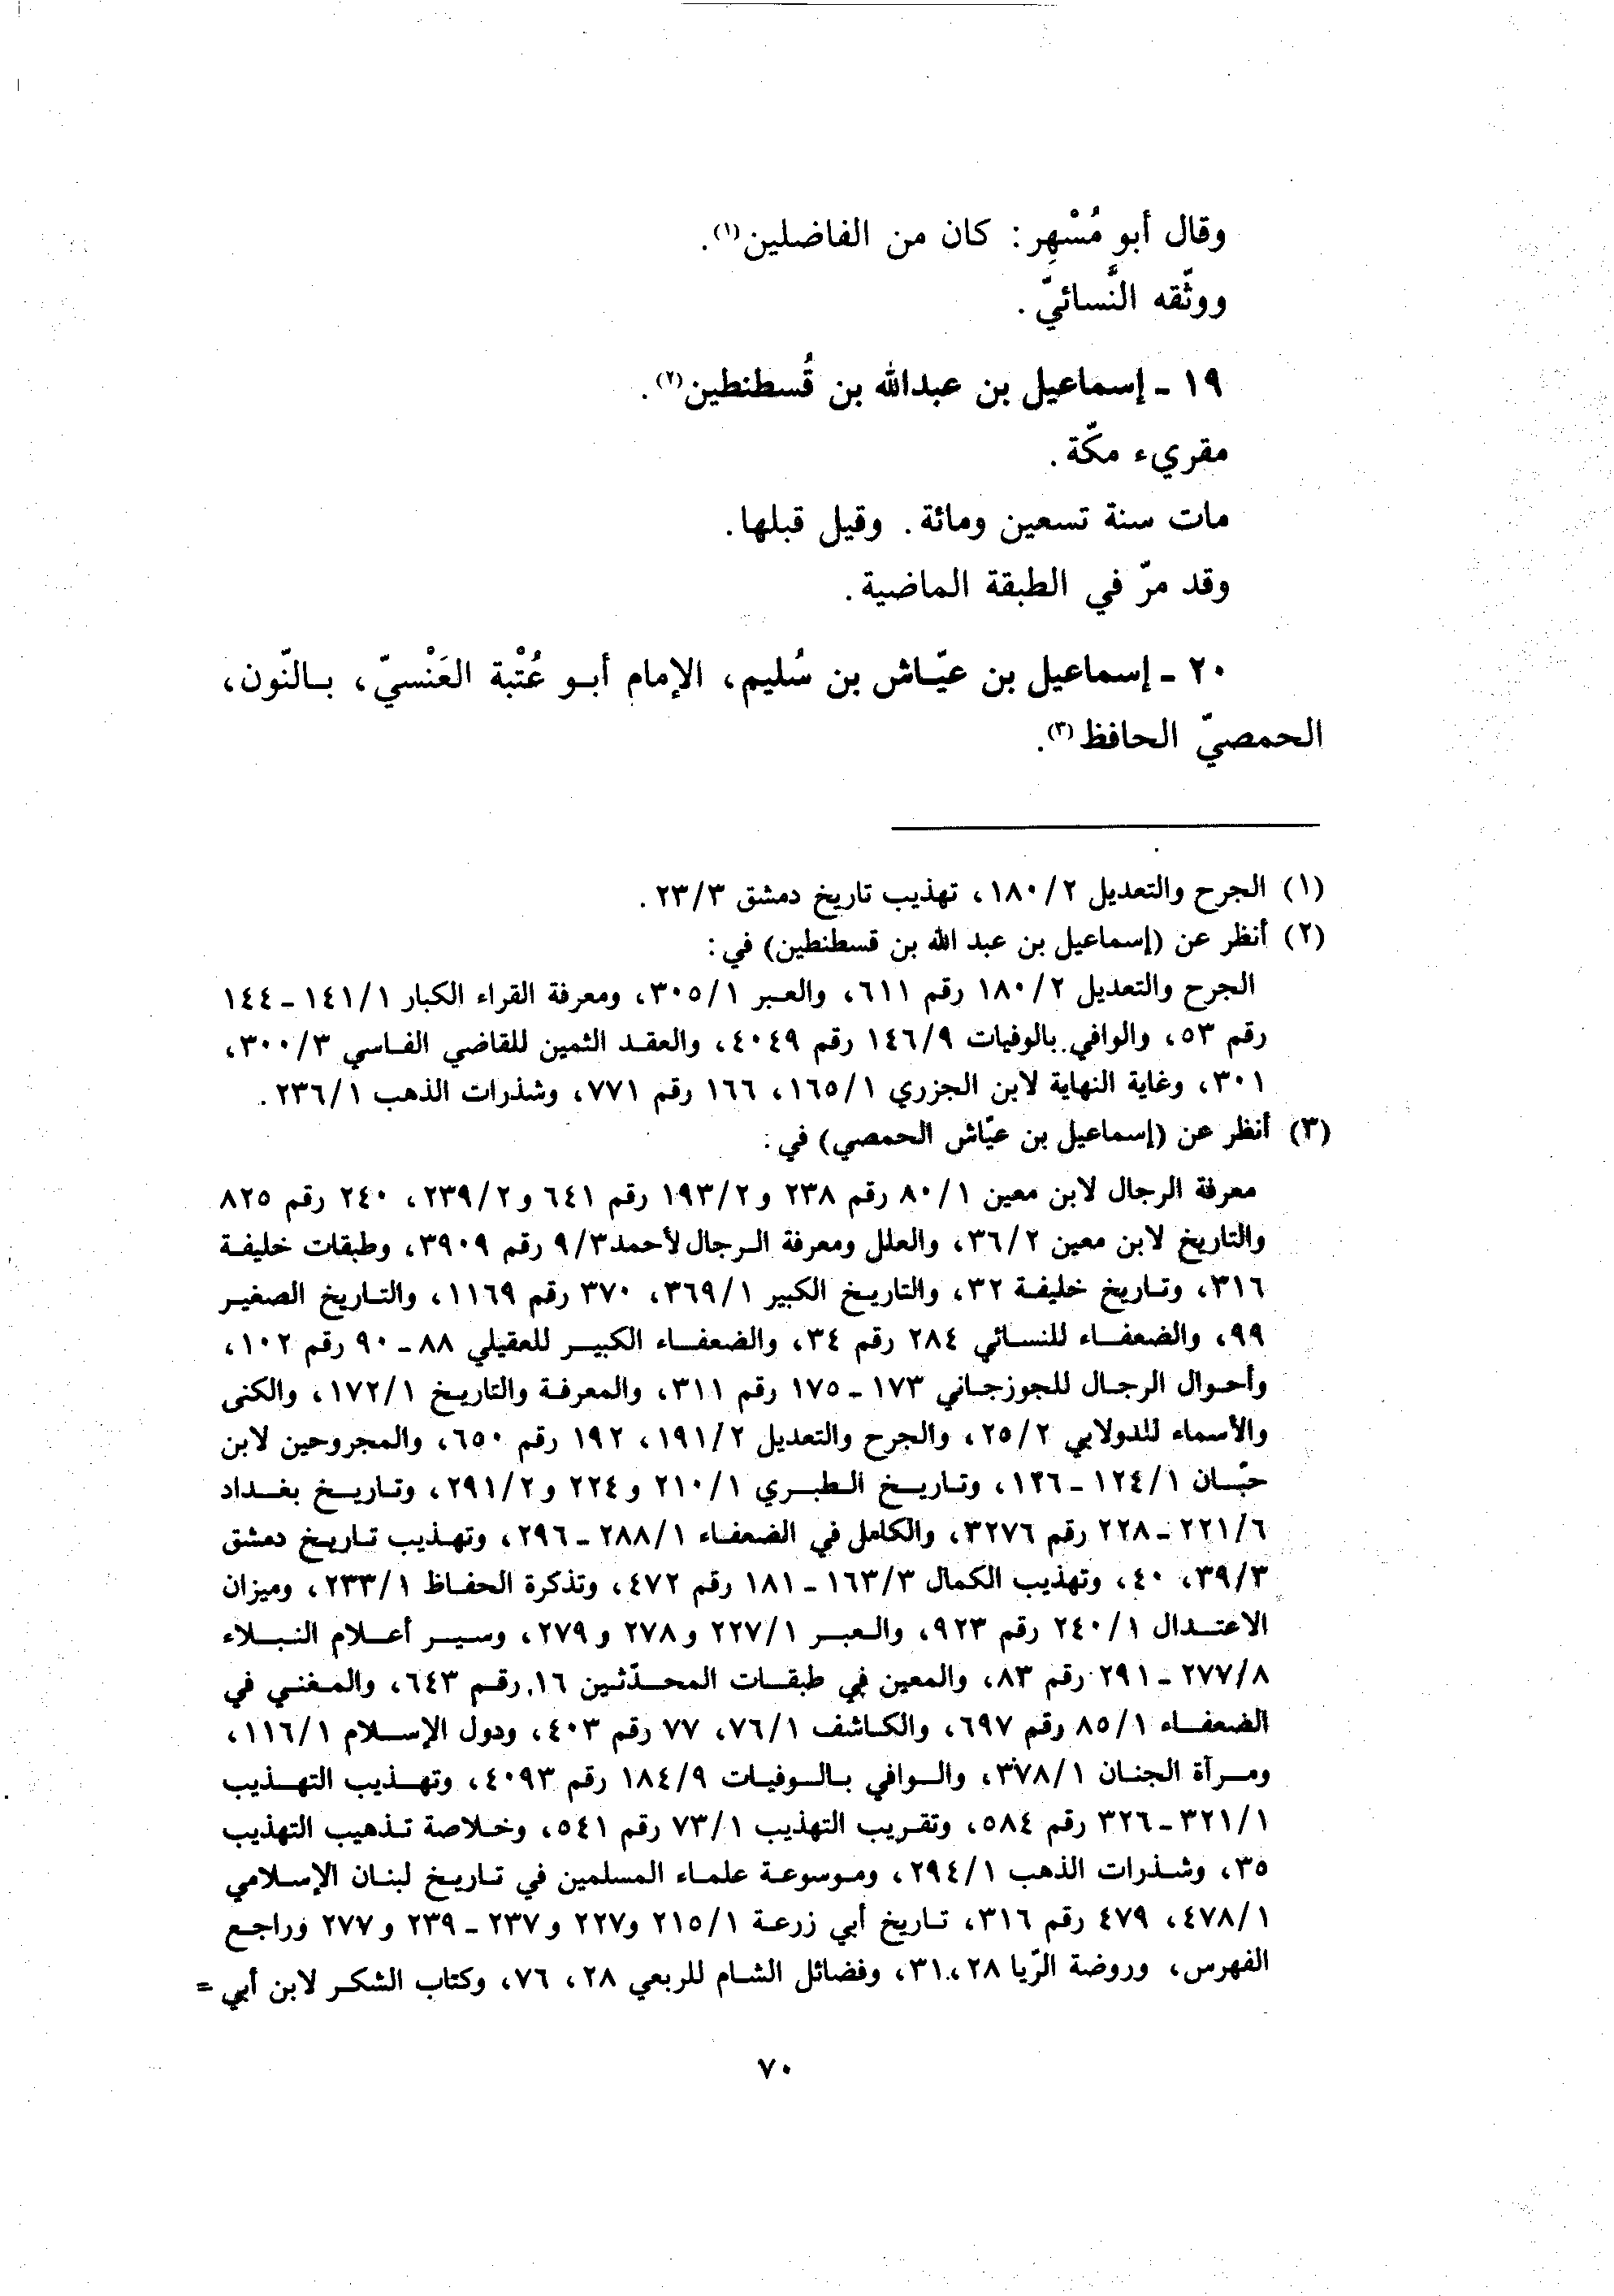 وقال أبو مُسْهِر: كان من الفاضلين(١).
ووثّقه النَّسائيّ.
١٩ ـ إسماعيل بن عبدالله بن قُسطنطين(٢).
مقريء مكّة.
مات سنة تسعين ومائة. وقيل قبلها.
وقد مرّ في الطبقة الماضية.
٢٠ ـ إسماعيل بن عيّاش بن سُليم، الإمام أبو عُتْبة العَنْسيّ، بالنّون،
الحمصيّ الحافظ(٣).
(١) الجرح والتعديل ١٨٠/٢، تهذيب تاريخ دمشق ٢٣/٣.
(٢) أنظر عن (إسماعيل بن عبد الله بن قسطنطين) في:
الجرح والتعديل ١٨٠/٢ رقم ٦١١، والعبر ٣٠٥/١، ومعرفة القراء الكبار ١٤١/١ ـ ١٤٤
رقم ٥٣، والوافي بالوفيات ١٤٦/٩ رقم ٤٠٤٩، والعقد الثمين للقاضي الفاسي ٣٠٠/٣،
٣٠١، وغاية النهاية لابن الجزري ١٦٥/١، ١٦٦ رقم ٧٧١، وشذرات الذهب ٢٣٦/١.
(٣) أنظر عن (إسماعيل بن عيّاش الحمصي) في:
معرفة الرجال لابن معين ٨٠/١ رقم ٢٣٨ و١٩٣/٢ رقم ٦٤١ و٢٣٩/٢، ٢٤٠ رقم ٨٢٥
والتاريخ لابن معين ٣٦/٢، والعلل ومعرفة الرجال لأحمد ٩/٣ رقم ٣٩٠٩، وطبقات خليفة
٣١٦، وتاريخ خليفة ٣٢، والتاريخ الكبير ٣٦٩/١، ٣٧٠ رقم ١١٦٩، والتاريخ الصغير
٩٩، والضعفاء للنسائي ٢٨٤ رقم ٣٤، والضعفاء الكبير للعقيلي ٨٨ ـ ٩٠ رقم ١٠٢،
وأحوال الرجال للجوزجاني ١٧٣ ـ ١٧٥ رقم ٣١١، والمعرفة والتاريخ ١٧٢/١، والكنى
والأسماء للدولابي ٢٥/٢، والجرح والتعديل ١٩١/٢، ١٩٢ رقم ٦٥٠، والمجروحين لابن
حبّان ١٢٤/١ ـ ١٢٦، وتاريخ الطبري ٢١٠/١ و٢٢٤ و٢٩١/٢، وتاريخ بغداد
٢٢١/٦ ـ ٢٢٨ رقم ٣٢٧٦، والكامل في الضعفاء ٢٨٨/١ ـ ٢٩٦، وتهذيب تاريخ دمشق
٣٩/٣، ٤٠، وتهذيب الكمال ١٦٣/٣ ـ ١٨١ رقم ٤٧٢، وتذكرة الحفاظ ٢٣٣/١، وميزان
الاعتدال ٢٤٠/١ رقم ٩٢٣، والعبر ٢٢٧/١ و٢٧٨ و٢٧٩، وسير أعلام النبلاء
٢٧٧/٨ ـ ٢٩١ رقم ٨٣، والمعين في طبقات المحدّثين ١٦ رقم ٦٤٣، والمغني في
الضعفاء ٨٥/١ رقم ٦٩٧، والكاشف ٧٦/١، ٧٧ رقم ٤٠٣، ودول الإسلام ١١٦/١،
ومرآة الجنان ٣٧٨/١، والوافي بالوفيات ١٨٤/٩ رقم ٤٠٩٣، وتهذيب التهذيب
٣٢١/١ ـ ٣٢٦ رقم ٥٨٤، وتقريب التهذيب ٧٣/١ رقم ٥٤١، وخلاصة تذهيب التهذيب
٣٥، وشذرات الذهب ٢٩٤/١، وموسوعة علماء المسلمين في تاريخ لبنان الإسلامي
٤٧٨/١، ٤٧٩ رقم ٣١٦، تاريخ أبي زرعة ٢١٥/١ و٢٢٧ و٢٣٧ ـ ٢٣٩ و٢٧٧ وراجع
الفهرس، وروضة الرّيا ٢٨، ٣١، وفضائل الشام للربعي ٢٨، ٧٦، وكتاب الشكر لابن أبي =
٧٠